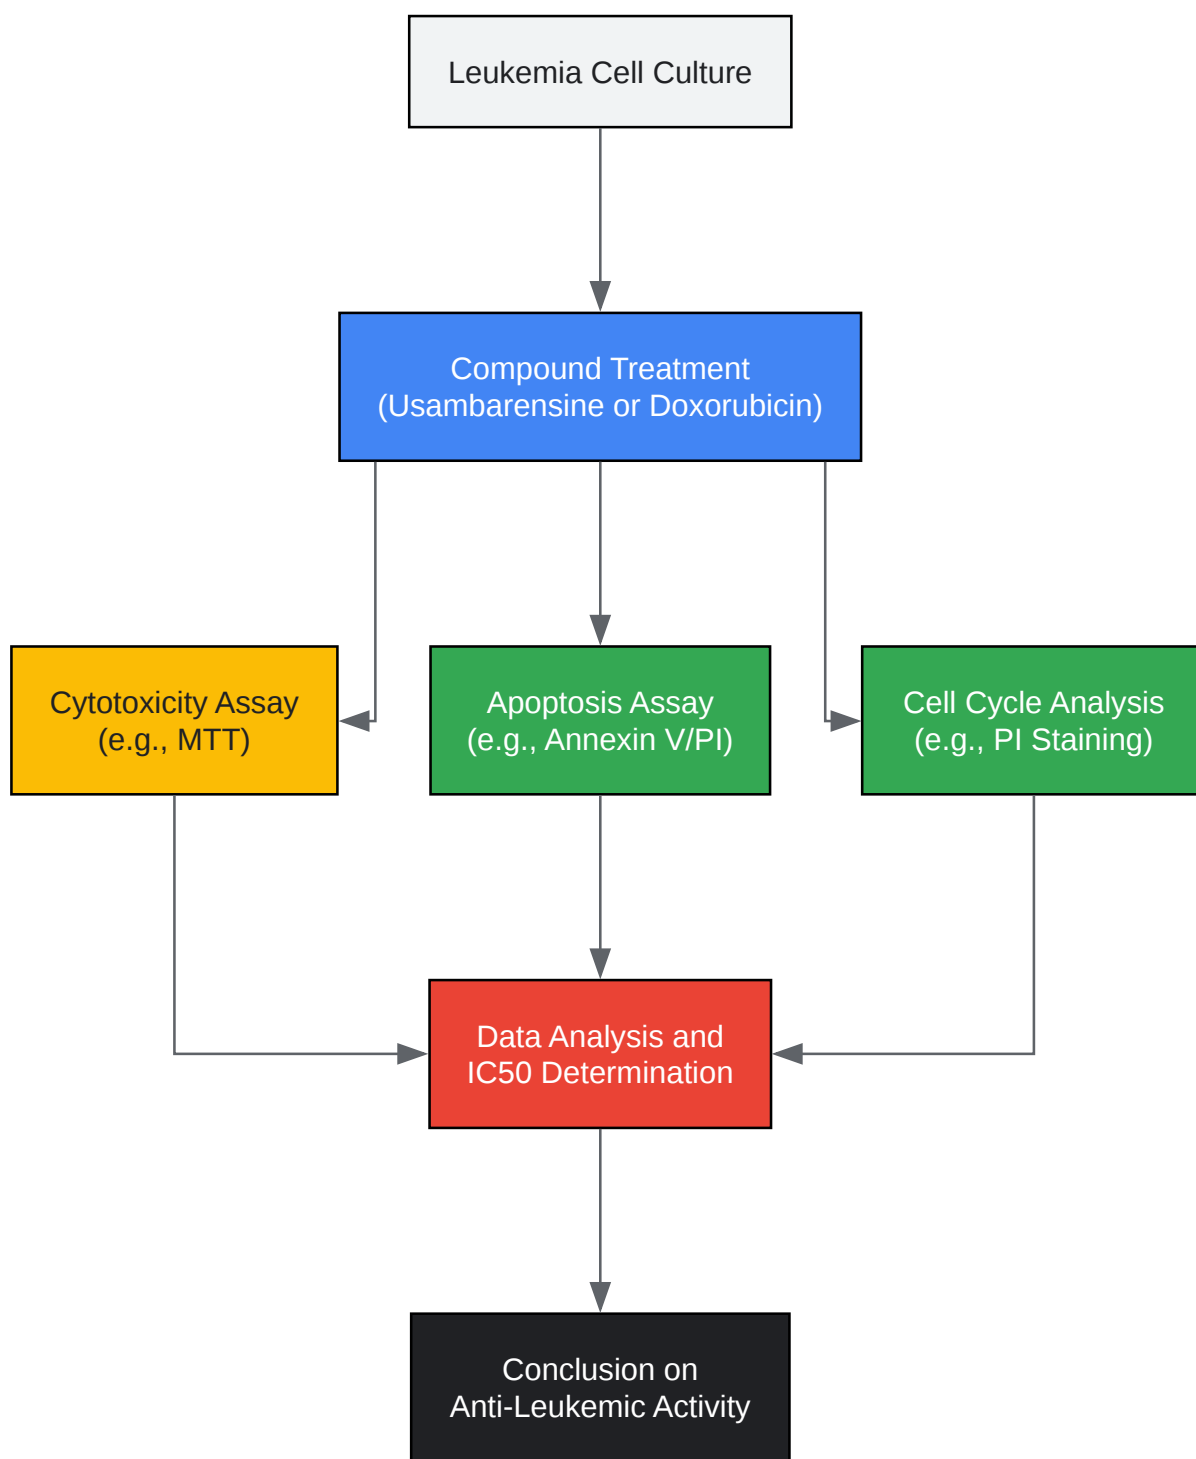 Leukemia Cell Culture
Compound Treatment
(Usambarensine or Doxorubicin)
Cytotoxicity Assay
(e.g., MTT)
Apoptosis Assay
(e.g., Annexin V/PI)
Cell Cycle Analysis
(e.g., PI Staining)
Data Analysis and
IC50 Determination
Conclusion on
Anti-Leukemic Activity